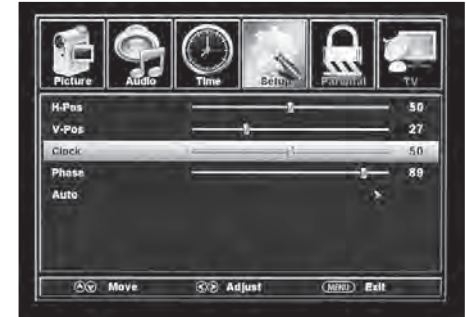 Picture Audio Time Setup Parental TV
H-Pos 50
V-Pos 27
Clock 50
Phase 89
Auto
Move Adjust MENU Exit